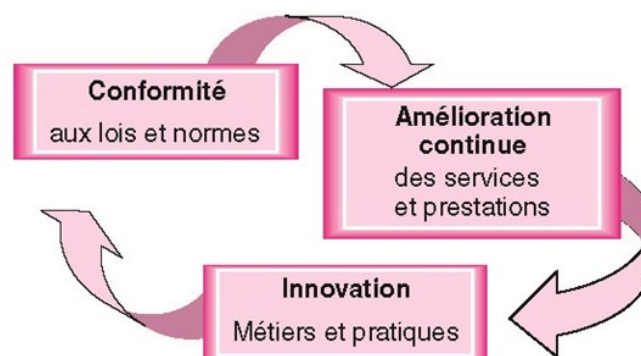 Conformité
aux lois et normes
Amélioration
continue
des services
et prestations
Innovation
Métiers et pratiques